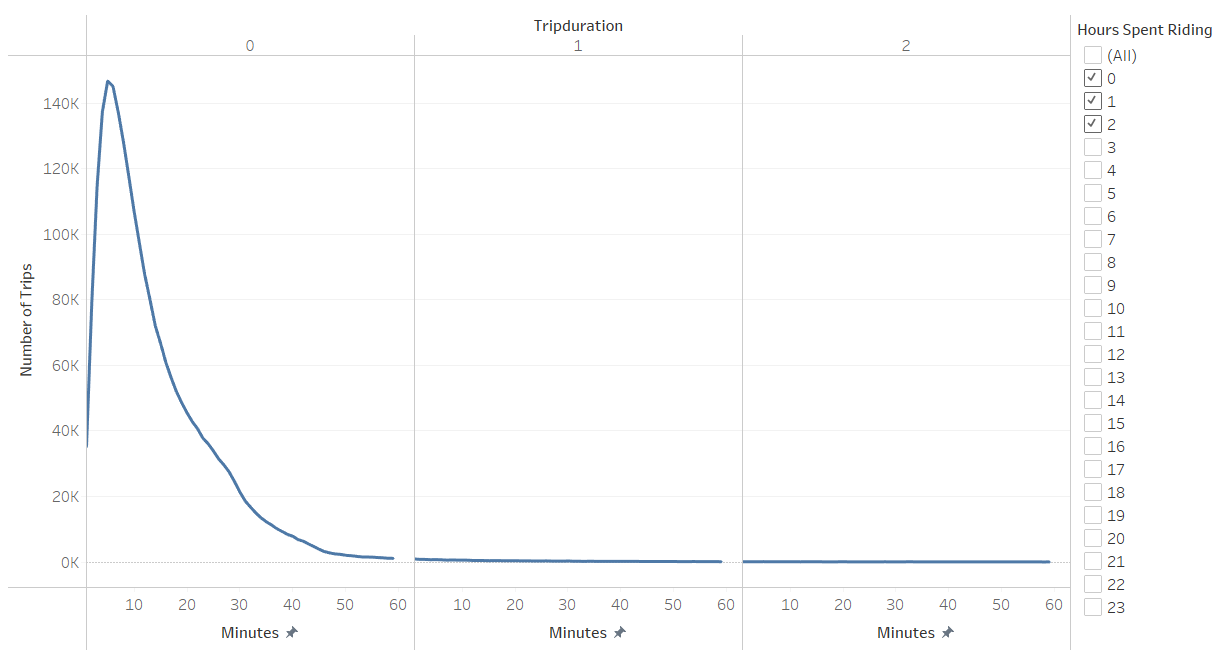 Tripduration
0 1 2
Number of Trips
140K
120K
100K
80K
60K
40K
20K
0K
10 20 30 40 50 60 10 20 30 40 50 60 10 20 30 40 50 60
Minutes Minutes Minutes
Hours Spent Riding
(All)
0
1
2
3
4
5
6
7
8
9
10
11
12
13
14
15
16
17
18
19
20
21
22
23